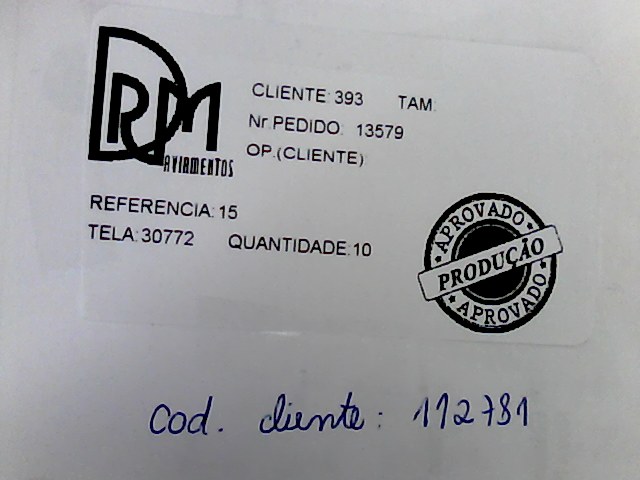 DRM
AVIAMENTOS
CLIENTE: 393 TAM:
Nr.PEDIDO: 13579
OP.(CLIENTE)
REFERENCIA: 15
TELA: 30772 QUANTIDADE: 10
APROVADO
PRODUÇÃO
APROVADO
Cod. cliente: 112781